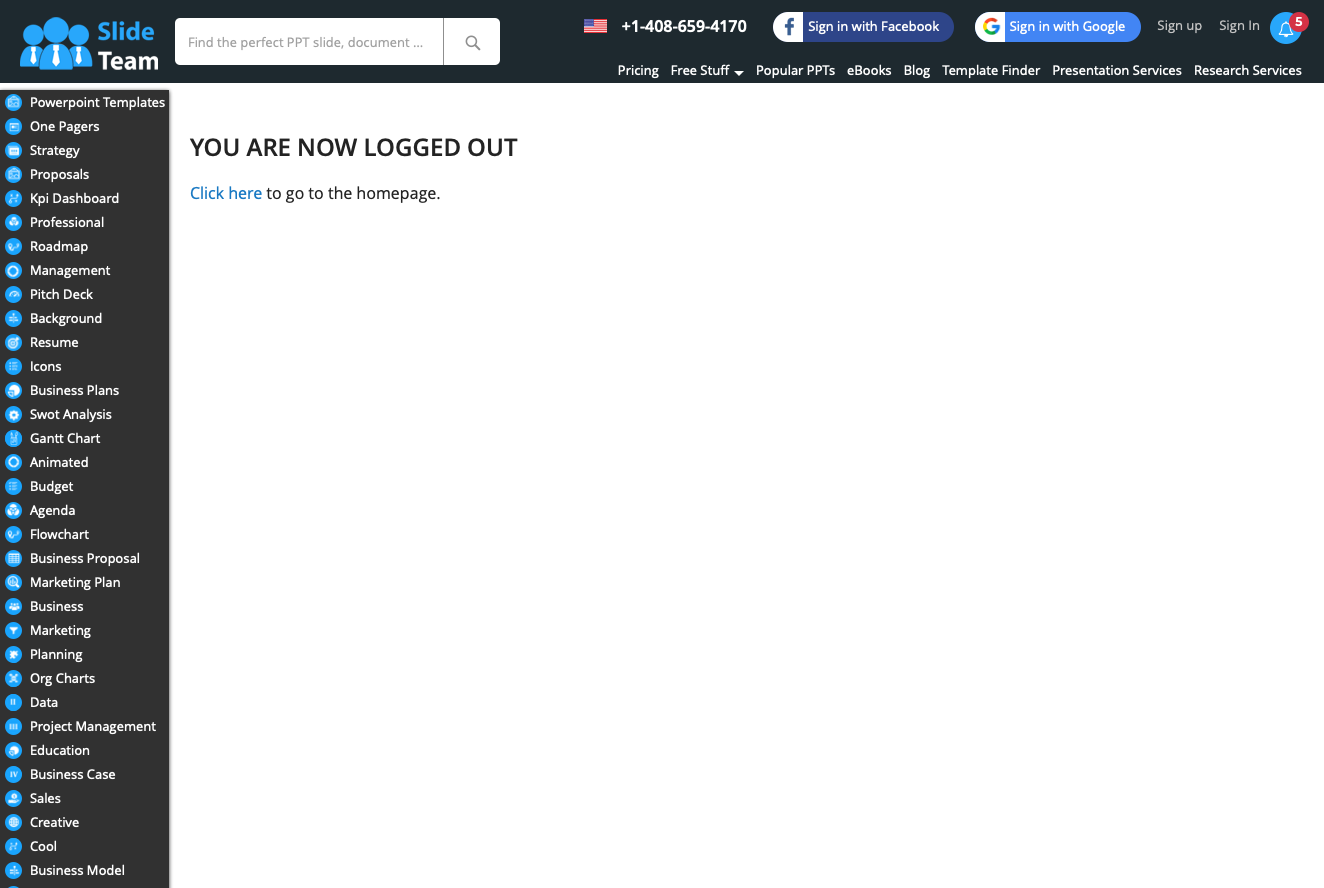 Slide
Team
Find the perfect PPT slide, document ...
+1-408-659-4170
Sign in with Facebook
Sign in with Google
Sign up
Sign In
5
Pricing
Free Stuff
Popular PPTs
eBooks
Blog
Template Finder
Presentation Services
Research Services
Powerpoint Templates
One Pagers
Strategy
Proposals
Kpi Dashboard
Professional
Roadmap
Management
Pitch Deck
Background
Resume
Icons
Business Plans
Swot Analysis
Gantt Chart
Animated
Budget
Agenda
Flowchart
Business Proposal
Marketing Plan
Business
Marketing
Planning
Org Charts
Data
Project Management
Education
Business Case
Sales
Creative
Cool
Business Model
YOU ARE NOW LOGGED OUT
Click here to go to the homepage.